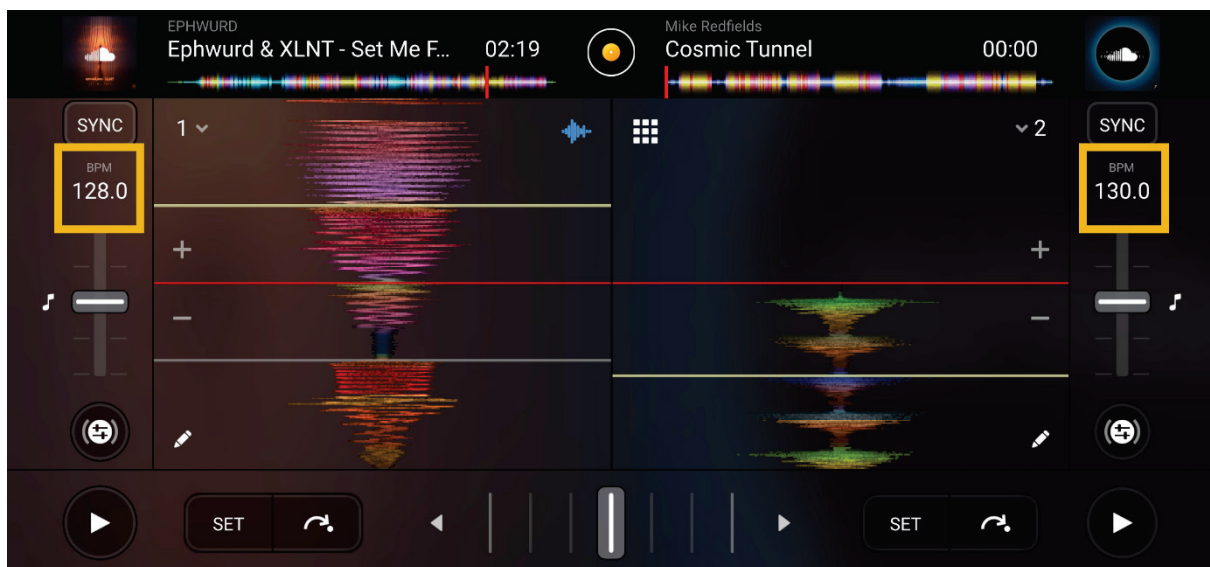 EPHWURD
Ephwurd & XLNT - Set Me F... 02:19
Mike Redfields
Cosmic Tunnel 00:00
SYNC
1
2
SYNC
BPM
128.0
BPM
130.0
SET
SET